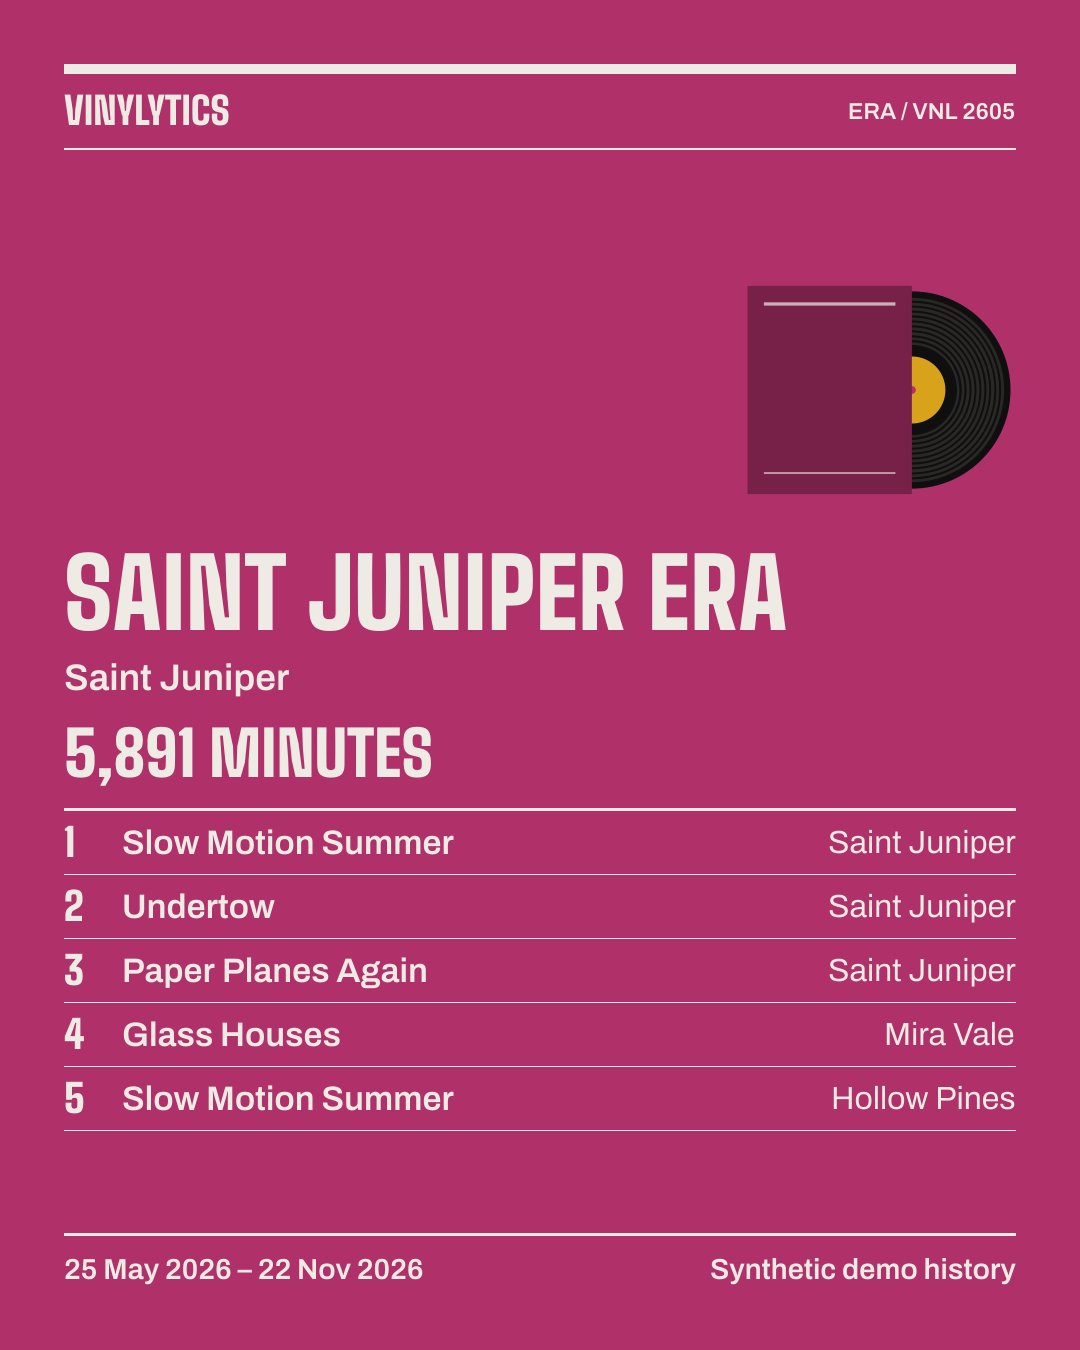 VINYLYTICS
ERA / VNL 2605
SAINT JUNIPER ERA
Saint Juniper
5,891 MINUTES
1 Slow Motion Summer Saint Juniper
2 Undertow Saint Juniper
3 Paper Planes Again Saint Juniper
4 Glass Houses Mira Vale
5 Slow Motion Summer Hollow Pines
25 May 2026 – 22 Nov 2026
Synthetic demo history